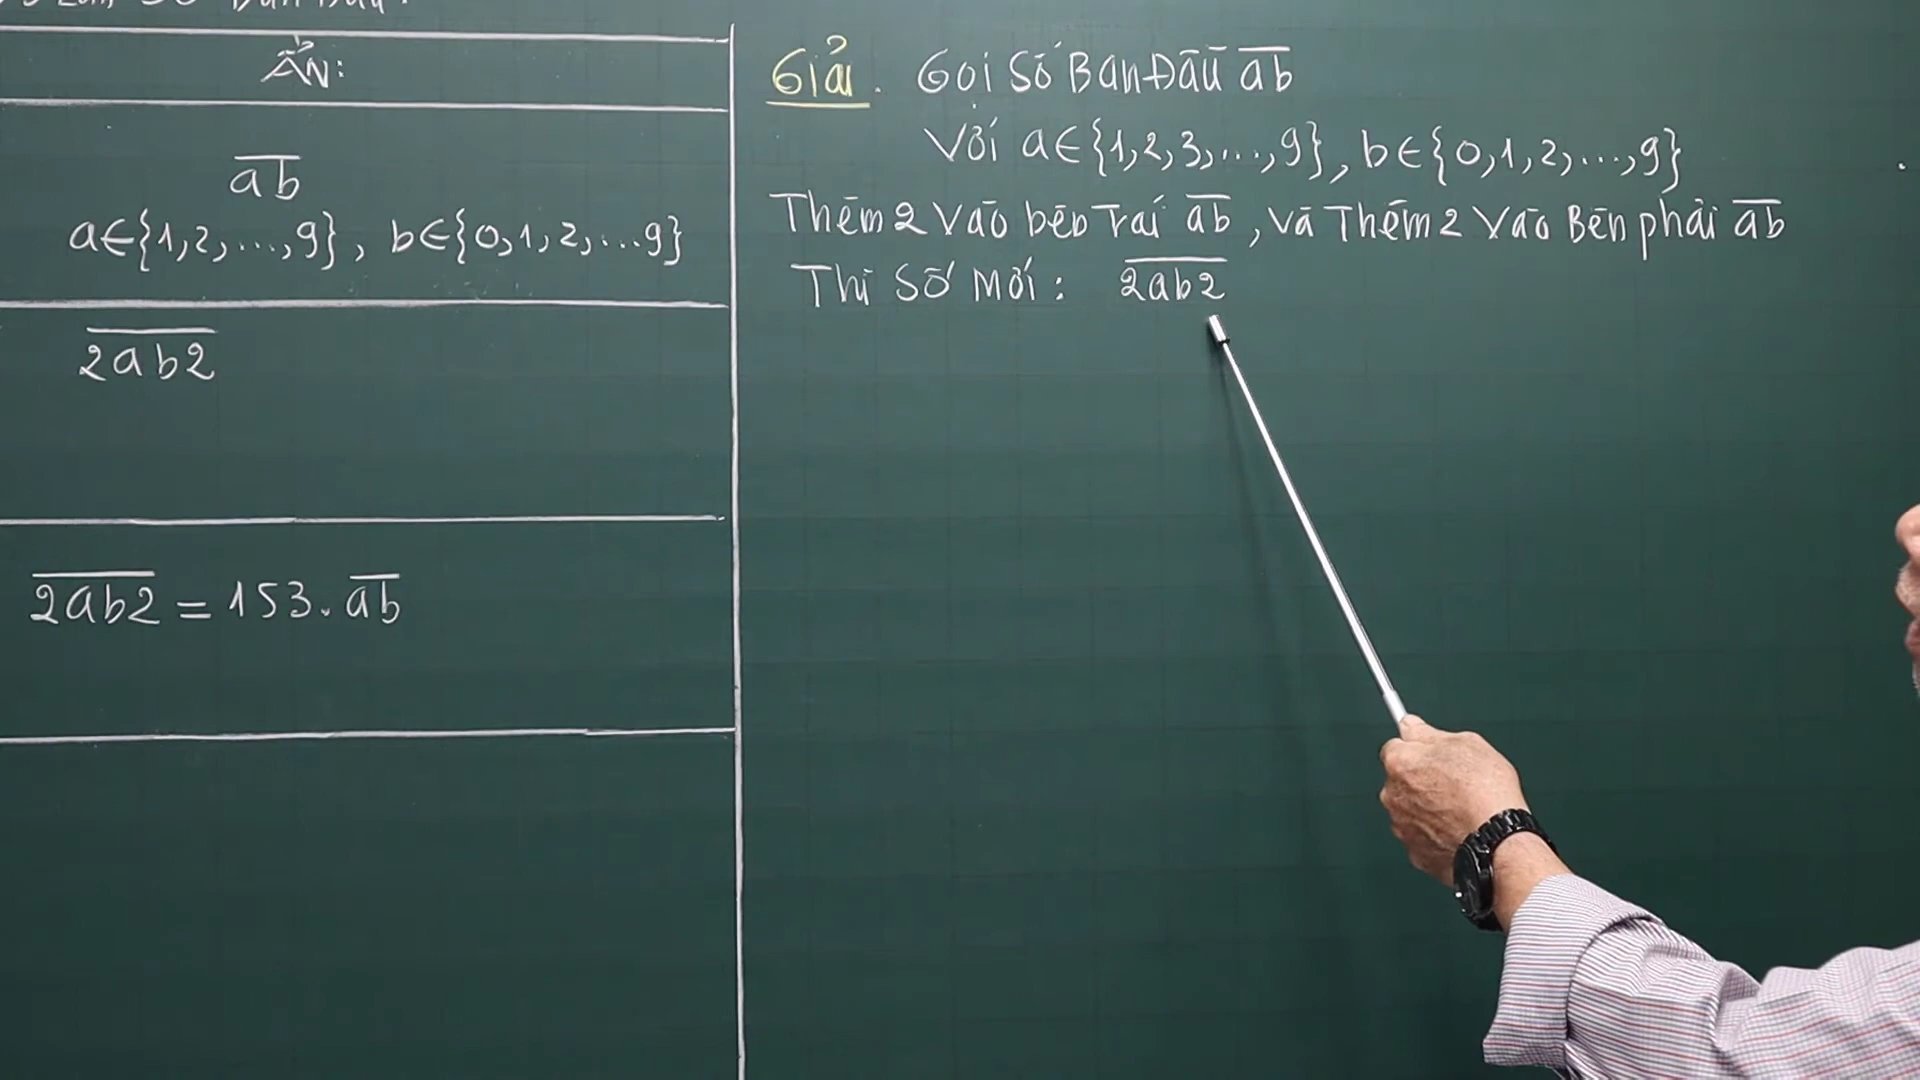 ẨN:
ab
a∈{1,2,...,9}, b∈{0,1,2,...9}
2ab2
2ab2 = 153.ab
Giải. Gọi Số Ban Đầu ab
Với a∈{1,2,3,...,9}, b∈{0,1,2,...,9}
Thêm 2 Vào bên Trái ab, và Thêm 2 Vào Bên phải ab
Thì Số Mới: 2ab2